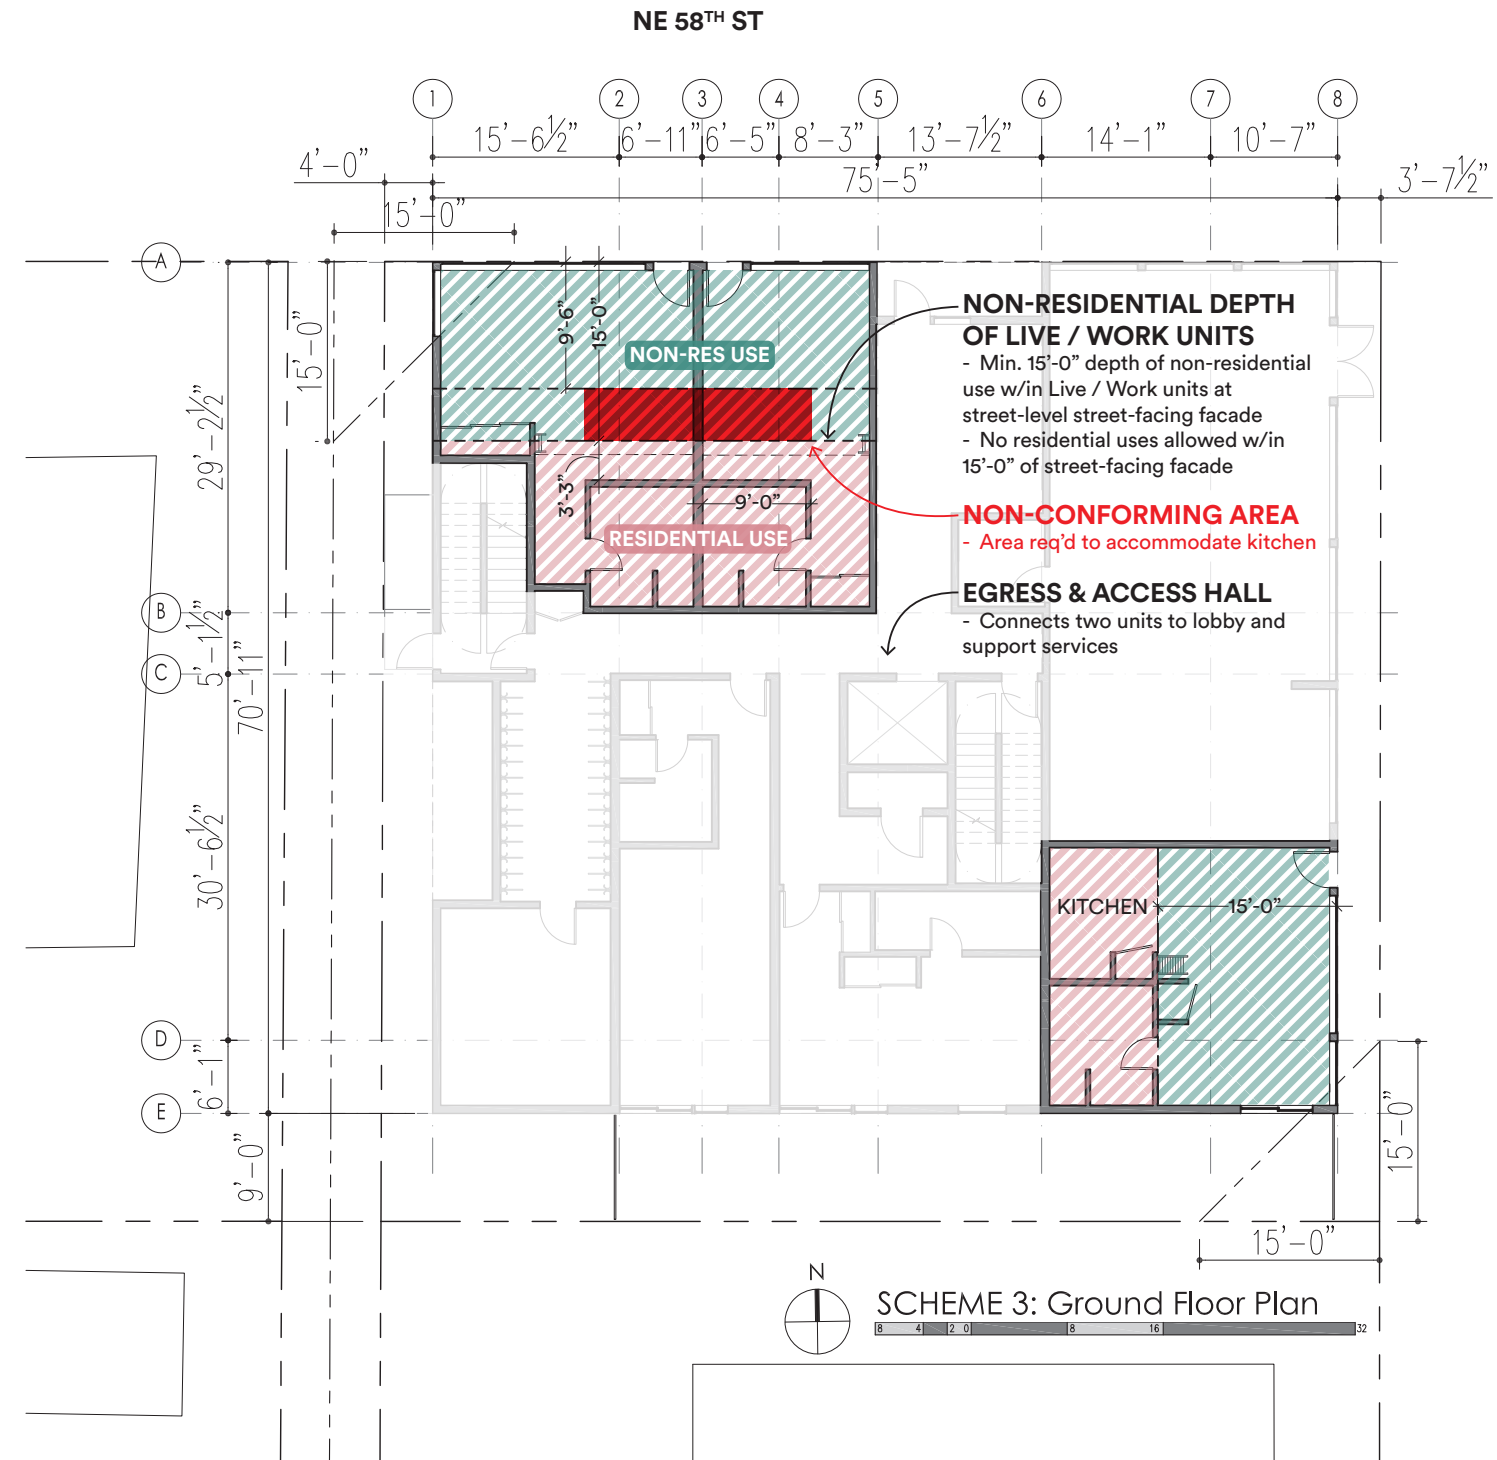 NE 58TH ST
1 2 3 4 5 6 7 8
15'-6½" 6'-11" 6'-5" 8'-3" 13'-7½" 14'-1" 10'-7"
4'-0" 75'-5" 3'-7½"
15'-0"
A
15'-0"
9'-6"
15'-0"
NON-RES USE
NON-RESIDENTIAL DEPTH
OF LIVE / WORK UNITS
- Min. 15'-0" depth of non-residential
use w/in Live / Work units at
street-level street-facing facade
- No residential uses allowed w/in
15'-0" of street-facing facade
29'-2½"
3'-3"
9'-0"
RESIDENTIAL USE
NON-CONFORMING AREA
- Area req'd to accommodate kitchen
EGRESS & ACCESS HALL
- Connects two units to lobby and
support services
B
5'-1½"
C
70'-11"
30'-6½"
KITCHEN 15'-0"
D
6'-1"
E
9'-0"
15'-0"
15'-0"
N
SCHEME 3: Ground Floor Plan
8 4 2 0 8 16 32